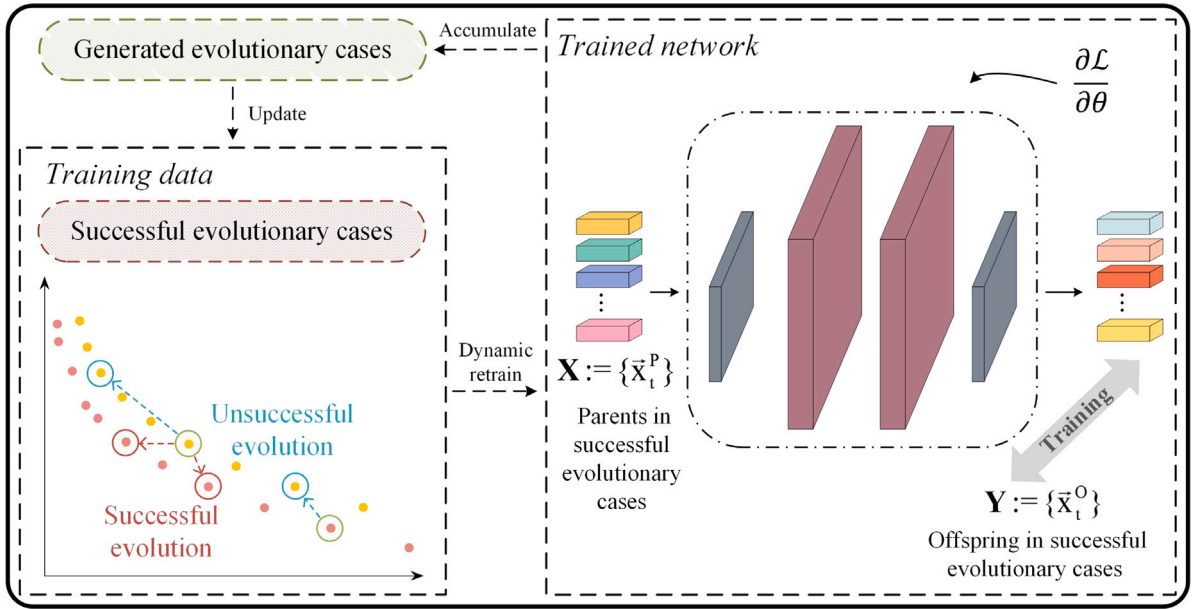 Generated evolutionary cases
Accumulate
Update
Training data
Successful evolutionary cases
Unsuccessful
evolution
Successful
evolution
Dynamic
retrain
Trained network
∂ℒ
∂θ
⋮
⋮
X := {x⃗ₜᴾ}
Parents in
successful
evolutionary
cases
Training
Y := {x⃗ₜᴼ}
Offspring in successful
evolutionary cases